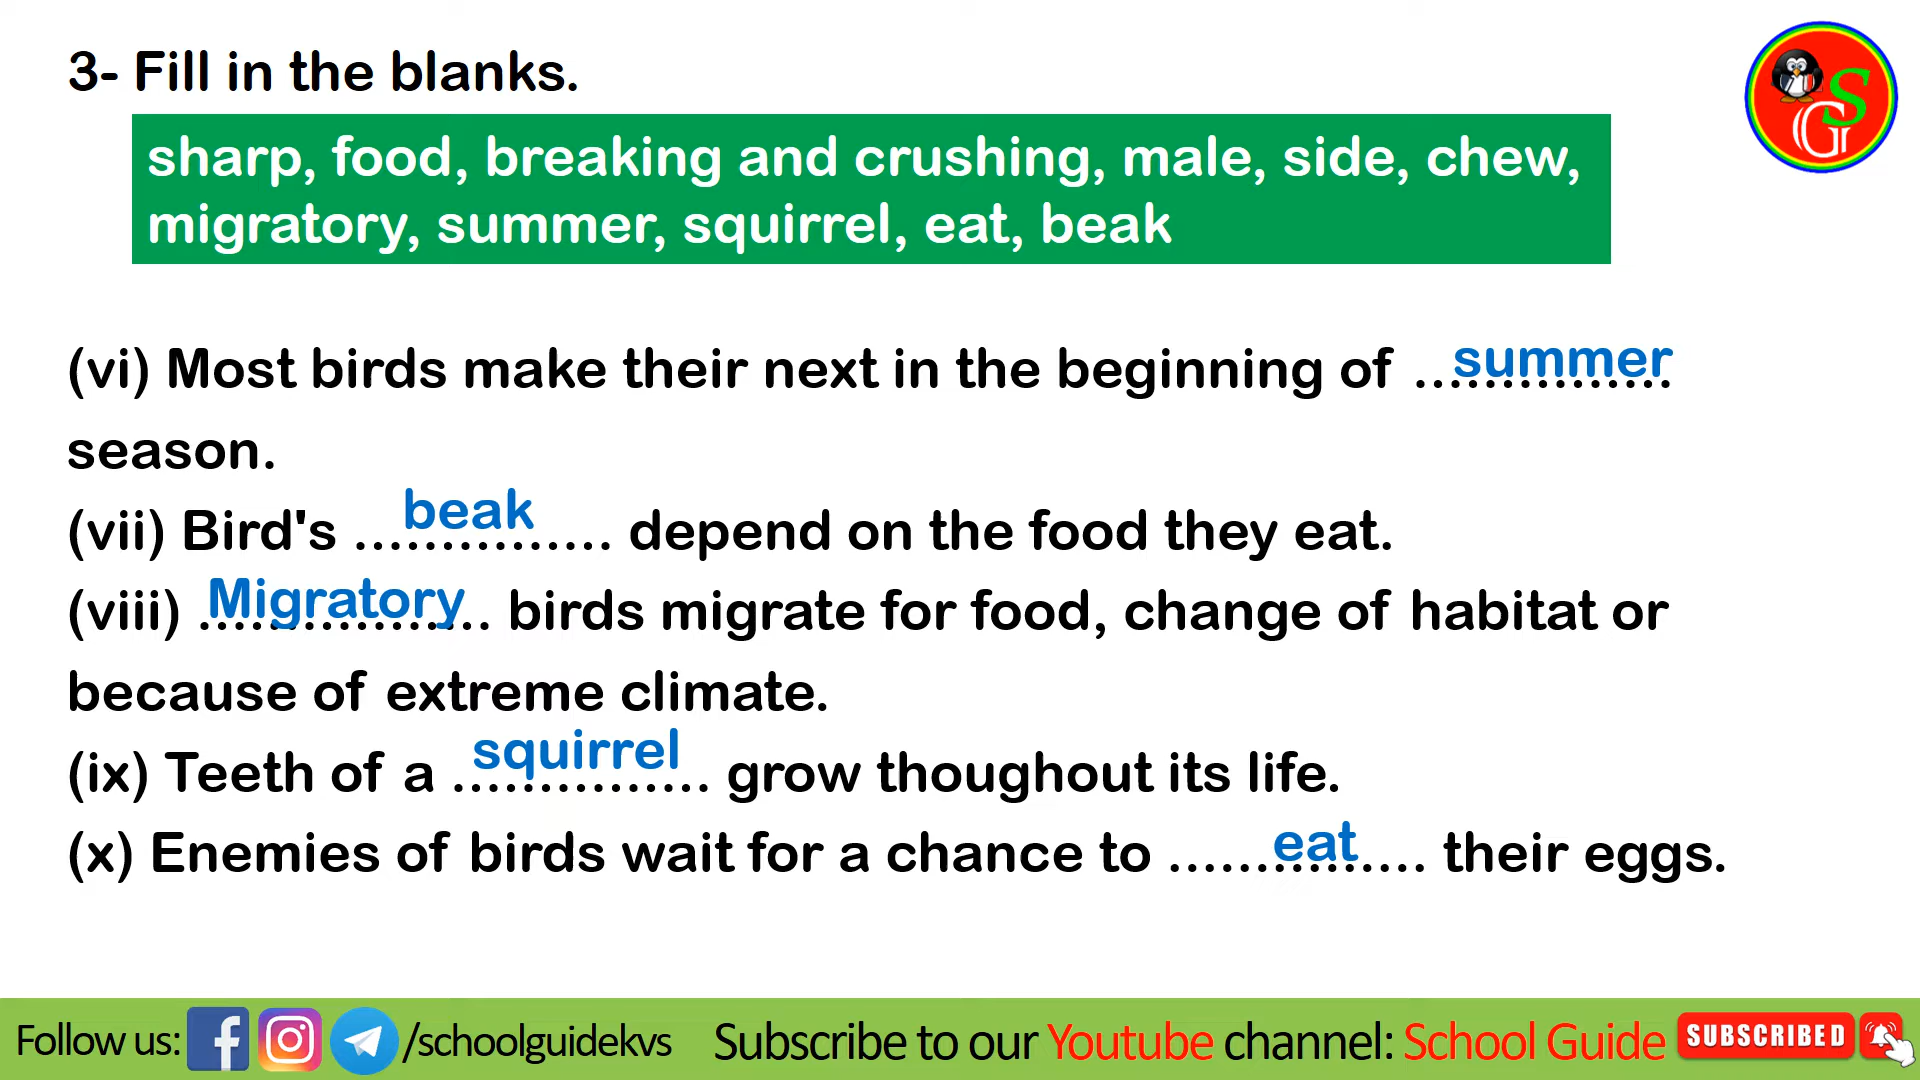 3- Fill in the blanks.
SG
sharp, food, breaking and crushing, male, side, chew,
migratory, summer, squirrel, eat, beak
(vi) Most birds make their next in the beginning of ...summer...
season.
(vii) Bird's ...beak... depend on the food they eat.
(viii) ...Migratory... birds migrate for food, change of habitat or
because of extreme climate.
(ix) Teeth of a ...squirrel... grow thoughout its life.
(x) Enemies of birds wait for a chance to ...eat... their eggs.
Follow us: /schoolguidekvs Subscribe to our Youtube channel: School Guide SUBSCRIBED